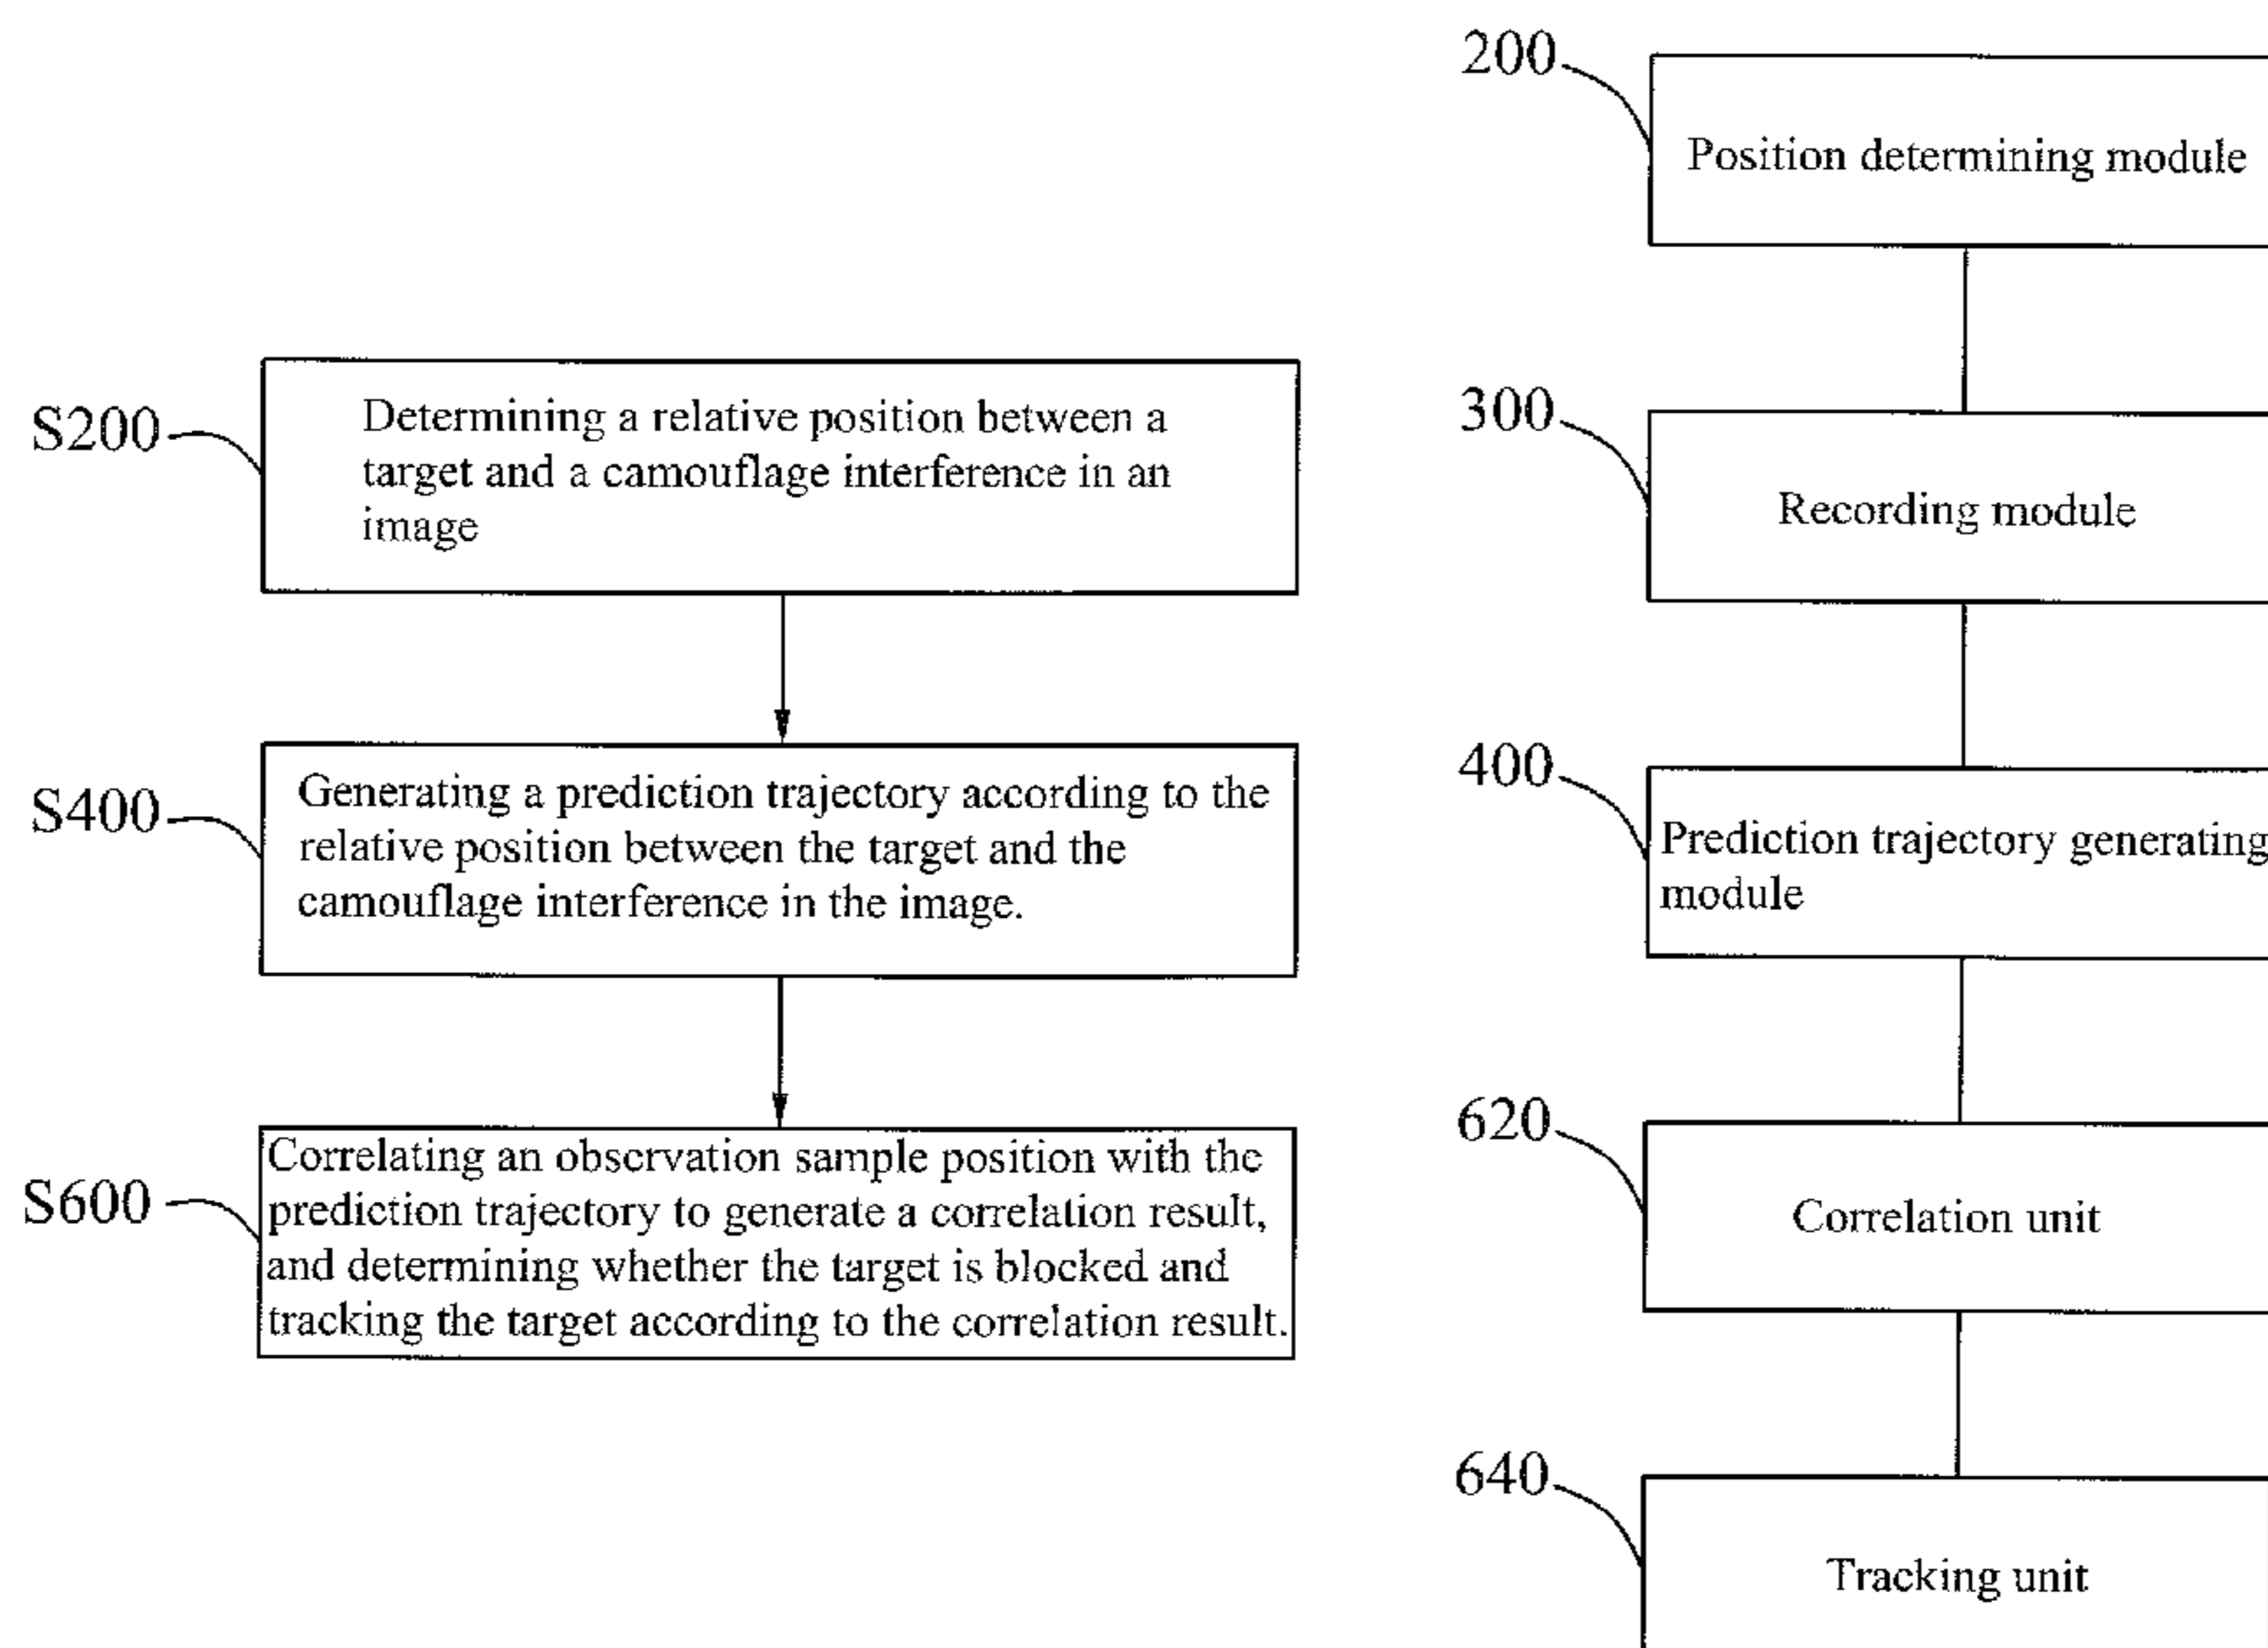 S200
Determining a relative position between a
target and a camouflage interference in an
image
S400
Generating a prediction trajectory according to the
relative position between the target and the
camouflage interference in the image.
S600
Correlating an observation sample position with the
prediction trajectory to generate a correlation result,
and determining whether the target is blocked and
tracking the target according to the correlation result.
200
Position determining module
300
Recording module
400
Prediction trajectory generating
module
620
Correlation unit
640
Tracking unit